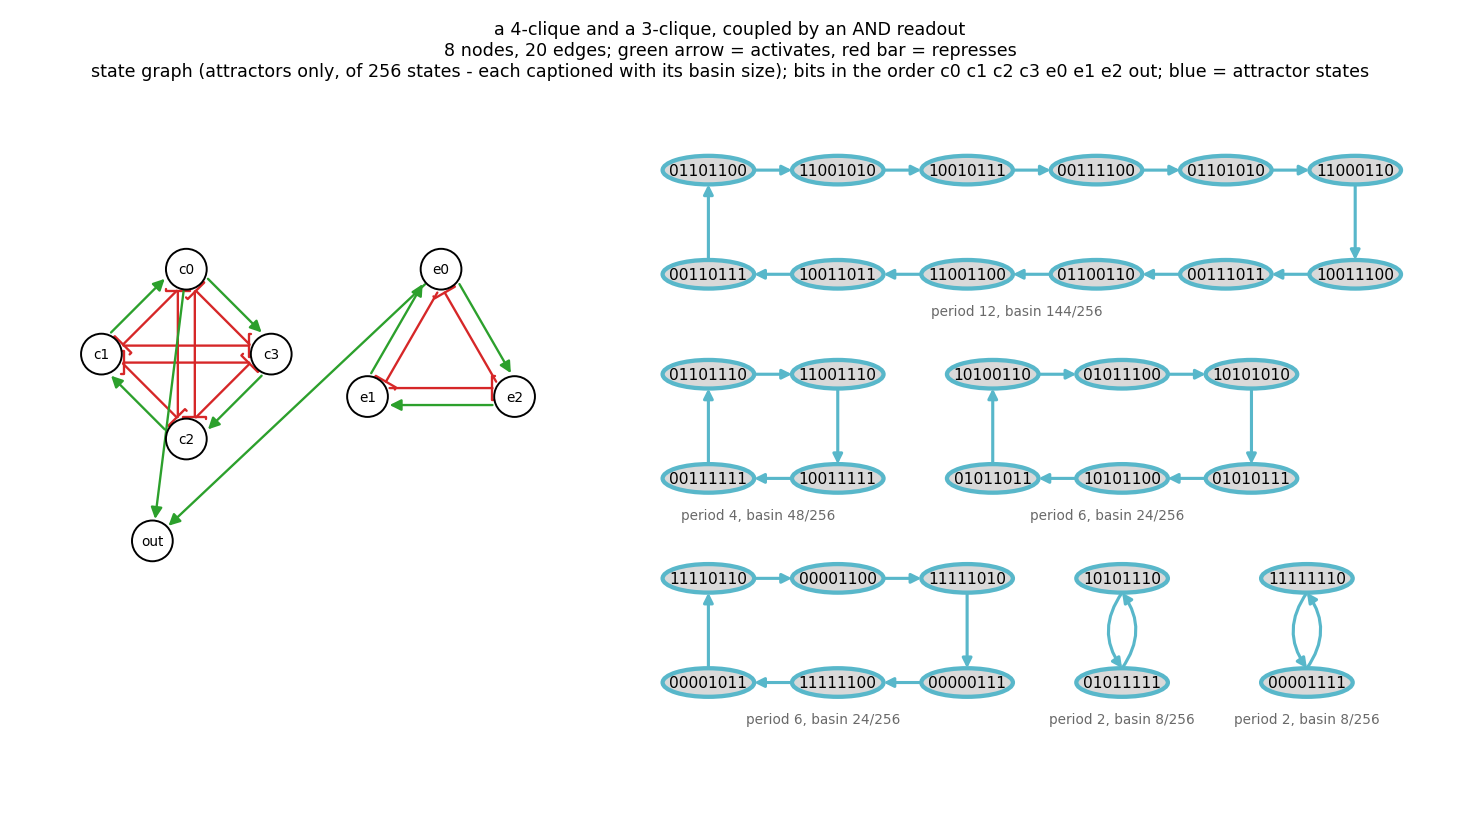 a 4-clique and a 3-clique, coupled by an AND readout
8 nodes, 20 edges; green arrow = activates, red bar = represses
state graph (attractors only, of 256 states - each captioned with its basin size); bits in the order c0 c1 c2 c3 e0 e1 e2 out; blue = attractor states
01101100 11001010 10010111 00111100 01101010 11000110
00110111 10011011 11001100 01100110 00111011 10011100
period 12, basin 144/256
c0 e0
c1 c3
e1 e2
c2
out
01101110 11001110 10100110 01011100 10101010
00111111 10011111 01011011 10101100 01010111
period 4, basin 48/256 period 6, basin 24/256
11110110 00001100 11111010 10101110 11111110
00001011 11111100 00000111 01011111 00001111
period 6, basin 24/256 period 2, basin 8/256 period 2, basin 8/256